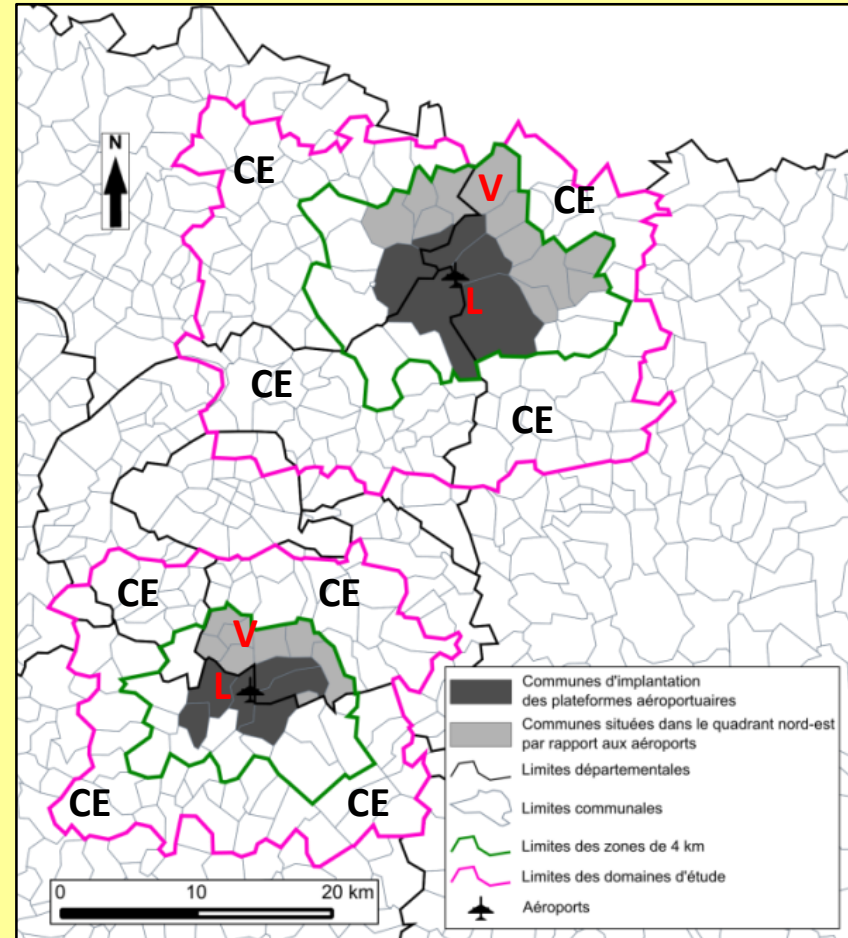 N
CE
V
CE
L
CE
CE
CE
CE
V
L
CE
CE
Communes d'implantation
des plateformes aéroportuaires
Communes situées dans le quadrant nord-est
par rapport aux aéroports
Limites départementales
Limites communales
Limites des zones de 4 km
Limites des domaines d'étude
Aéroports
0 10 20 km